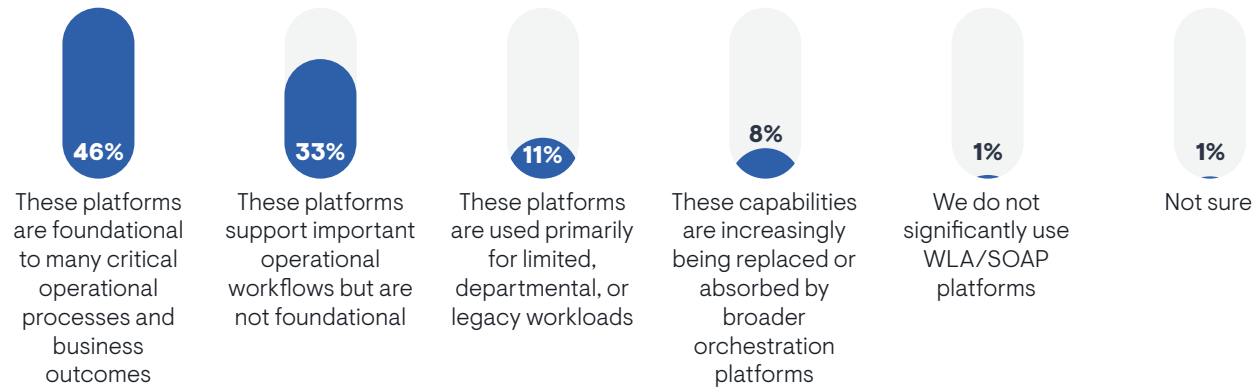 46%
These platforms
are foundational
to many critical
operational
processes and
business
outcomes
33%
These platforms
support important
operational
workflows but are
not foundational
11%
These platforms
are used primarily
for limited,
departmental, or
legacy workloads
8%
These capabilities
are increasingly
being replaced or
absorbed by
broader
orchestration
platforms
1%
We do not
significantly use
WLA/SOAP
platforms
1%
Not sure